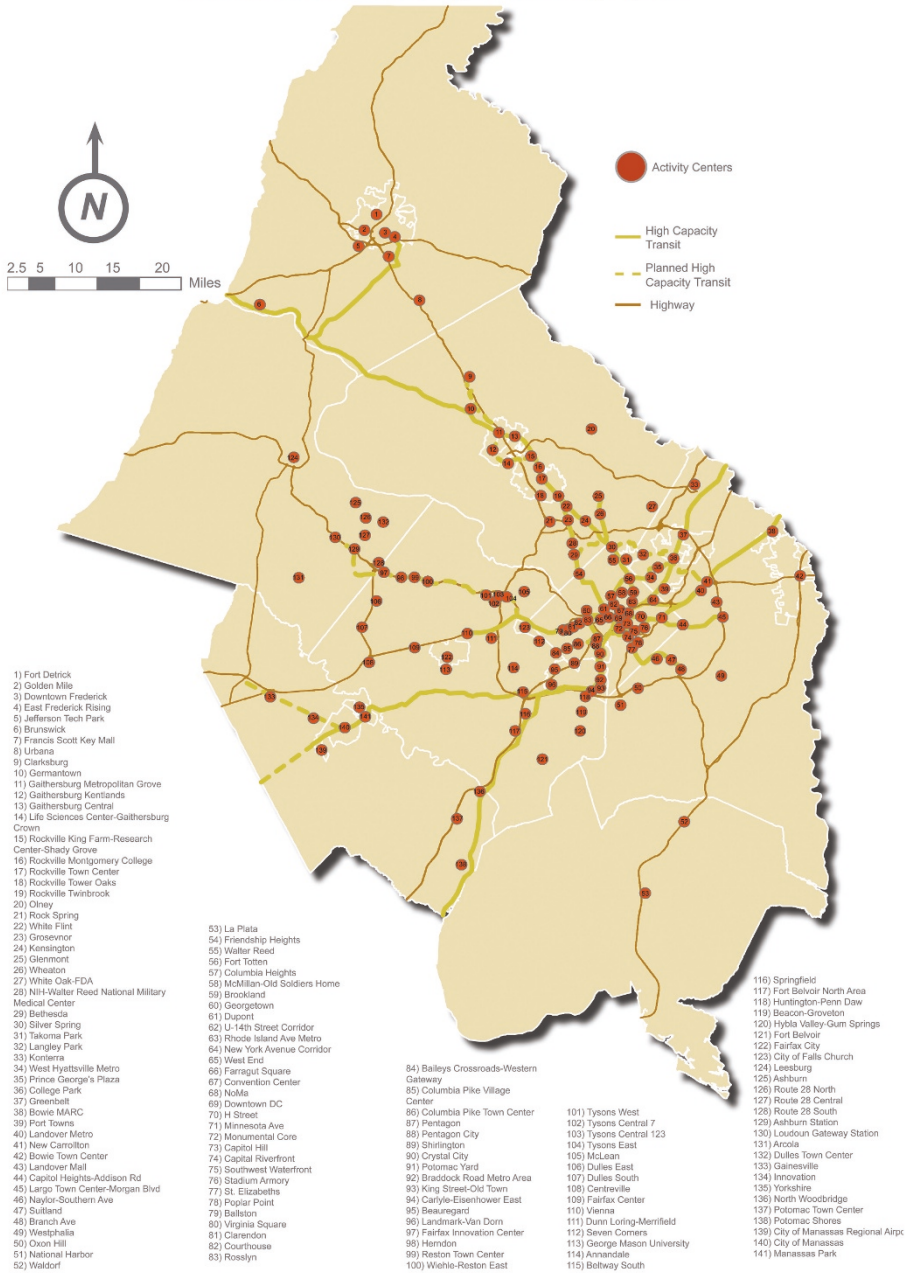 N
Activity Centers
High Capacity
Transit
Planned High
Capacity Transit
Highway
2.5 5 10 15 20
Miles
1) Fort Detrick
2) Golden Mile
3) Downtown Frederick
4) East Frederick Rising
5) Jefferson Tech Park
6) Brunswick
7) Francis Scott Key Mall
8) Urbana
9) Clarksburg
10) Germantown
11) Gaithersburg Metropolitan Grove
12) Gaithersburg Kentlands
13) Gaithersburg Central
14) Life Sciences Center-Gaithersburg
Crown
15) Rockville King Farm-Research
Center-Shady Grove
16) Rockville Montgomery College
17) Rockville Town Center
18) Rockville Tower Oaks
19) Rockville Twinbrook
20) Olney
21) Rock Spring
22) White Flint
23) Grosevnor
24) Kensington
25) Glenmont
26) Wheaton
27) White Oak-FDA
28) NIH-Walter Reed National Military
Medical Center
29) Bethesda
30) Silver Spring
31) Takoma Park
32) Langley Park
33) Konterra
34) West Hyattsville Metro
35) Prince George's Plaza
36) College Park
37) Greenbelt
38) Bowie MARC
39) Port Towns
40) Landover Metro
41) New Carrollton
42) Bowie Town Center
43) Landover Mall
44) Capitol Heights-Addison Rd
45) Largo Town Center-Morgan Blvd
46) Naylor-Southern Ave
47) Suitland
48) Branch Ave
49) Westphalia
50) Oxon Hill
51) National Harbor
52) Waldorf
53) La Plata
54) Friendship Heights
55) Walter Reed
56) Fort Totten
57) Columbia Heights
58) McMillan-Old Soldiers Home
59) Brookland
60) Georgetown
61) Dupont
62) U-14th Street Corridor
63) Rhode Island Ave Metro
64) New York Avenue Corridor
65) West End
66) Farragut Square
67) Convention Center
68) NoMa
69) Downtown DC
70) H Street
71) Minnesota Ave
72) Monumental Core
73) Capitol Hill
74) Capital Riverfront
75) Southwest Waterfront
76) Stadium Armory
77) St. Elizabeths
78) Poplar Point
79) Ballston
80) Virginia Square
81) Clarendon
82) Courthouse
83) Rosslyn
84) Baileys Crossroads-Western
Gateway
85) Columbia Pike Village
Center
86) Columbia Pike Town Center
87) Pentagon
88) Pentagon City
89) Shirlington
90) Crystal City
91) Potomac Yard
92) Braddock Road Metro Area
93) King Street-Old Town
94) Carlyle-Eisenhower East
95) Beauregard
96) Landmark-Van Dorn
97) Fairfax Innovation Center
98) Herndon
99) Reston Town Center
100) Wiehle-Reston East
101) Tysons West
102) Tysons Central 7
103) Tysons Central 123
104) Tysons East
105) McLean
106) Dulles East
107) Dulles South
108) Centreville
109) Fairfax Center
110) Vienna
111) Dunn Loring-Merrifield
112) Seven Corners
113) George Mason University
114) Annandale
115) Beltway South
116) Springfield
117) Fort Belvoir North Area
118) Huntington-Penn Daw
119) Beacon-Groveton
120) Hybla Valley-Gum Springs
121) Fort Belvoir
122) Fairfax City
123) City of Falls Church
124) Leesburg
125) Ashburn
126) Route 28 North
127) Route 28 Central
128) Route 28 South
129) Ashburn Station
130) Loudoun Gateway Station
131) Arcola
132) Dulles Town Center
133) Gainesville
134) Innovation
135) Yorkshire
136) North Woodbridge
137) Potomac Town Center
138) Potomac Shores
139) City of Manassas Regional Airpo
140) City of Manassas
141) Manassas Park